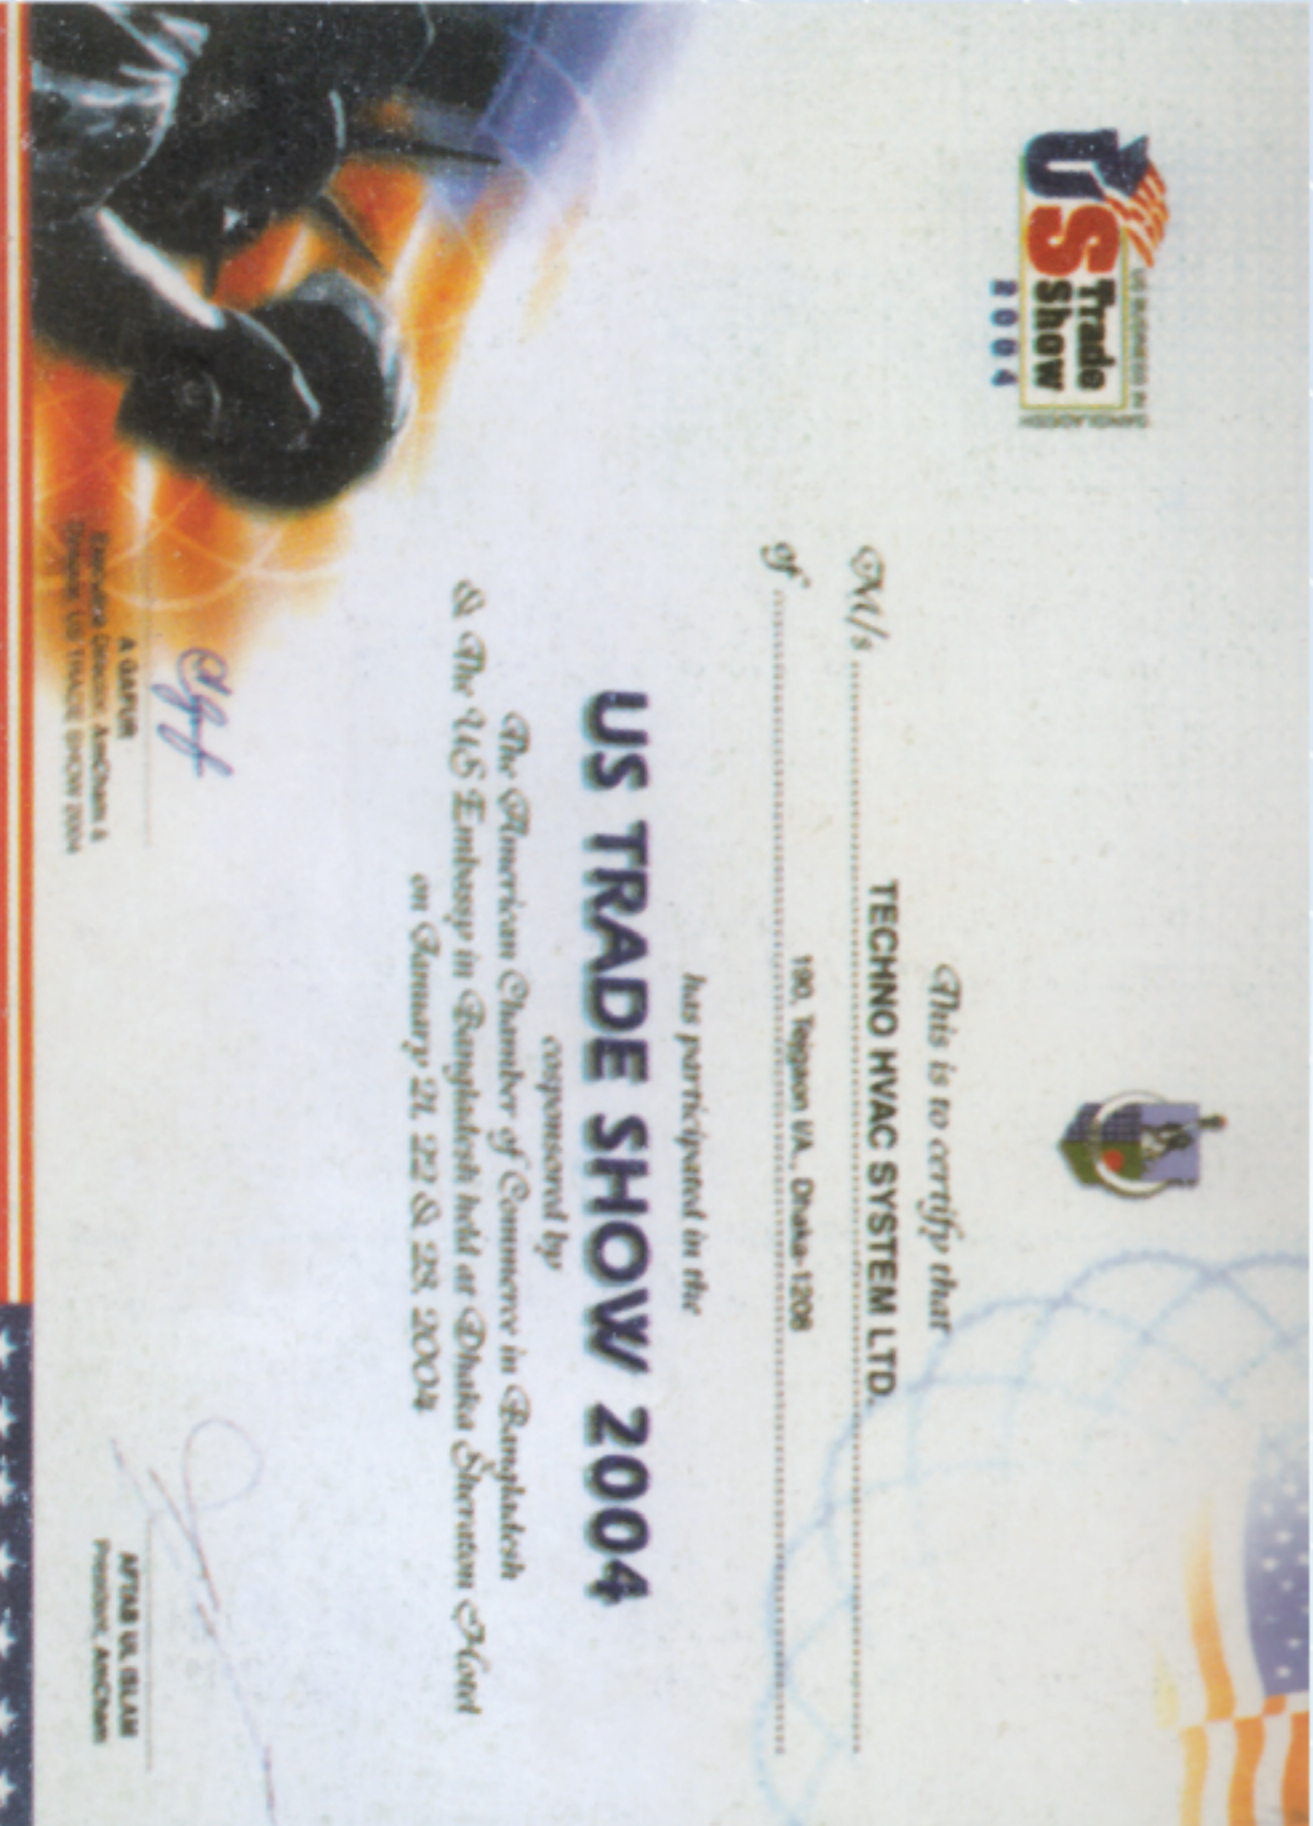 US BUSINESS IN
BANGLADESH
US Trade
Show
2004
This is to certify that
M/s TECHNO HVAC SYSTEM LTD.
of 190, Tejgaon I/A., Dhaka-1208
has participated in the
US TRADE SHOW 2004
cosponsored by
The American Chamber of Commerce in Bangladesh
& The US Embassy in Bangladesh held at Dhaka Sheraton Hotel
on January 21, 22 & 23, 2004
A GAFUR
Executive Director, AmCham &
US TRADE SHOW 2004
AFTAB UL ISLAM
President, AmCham